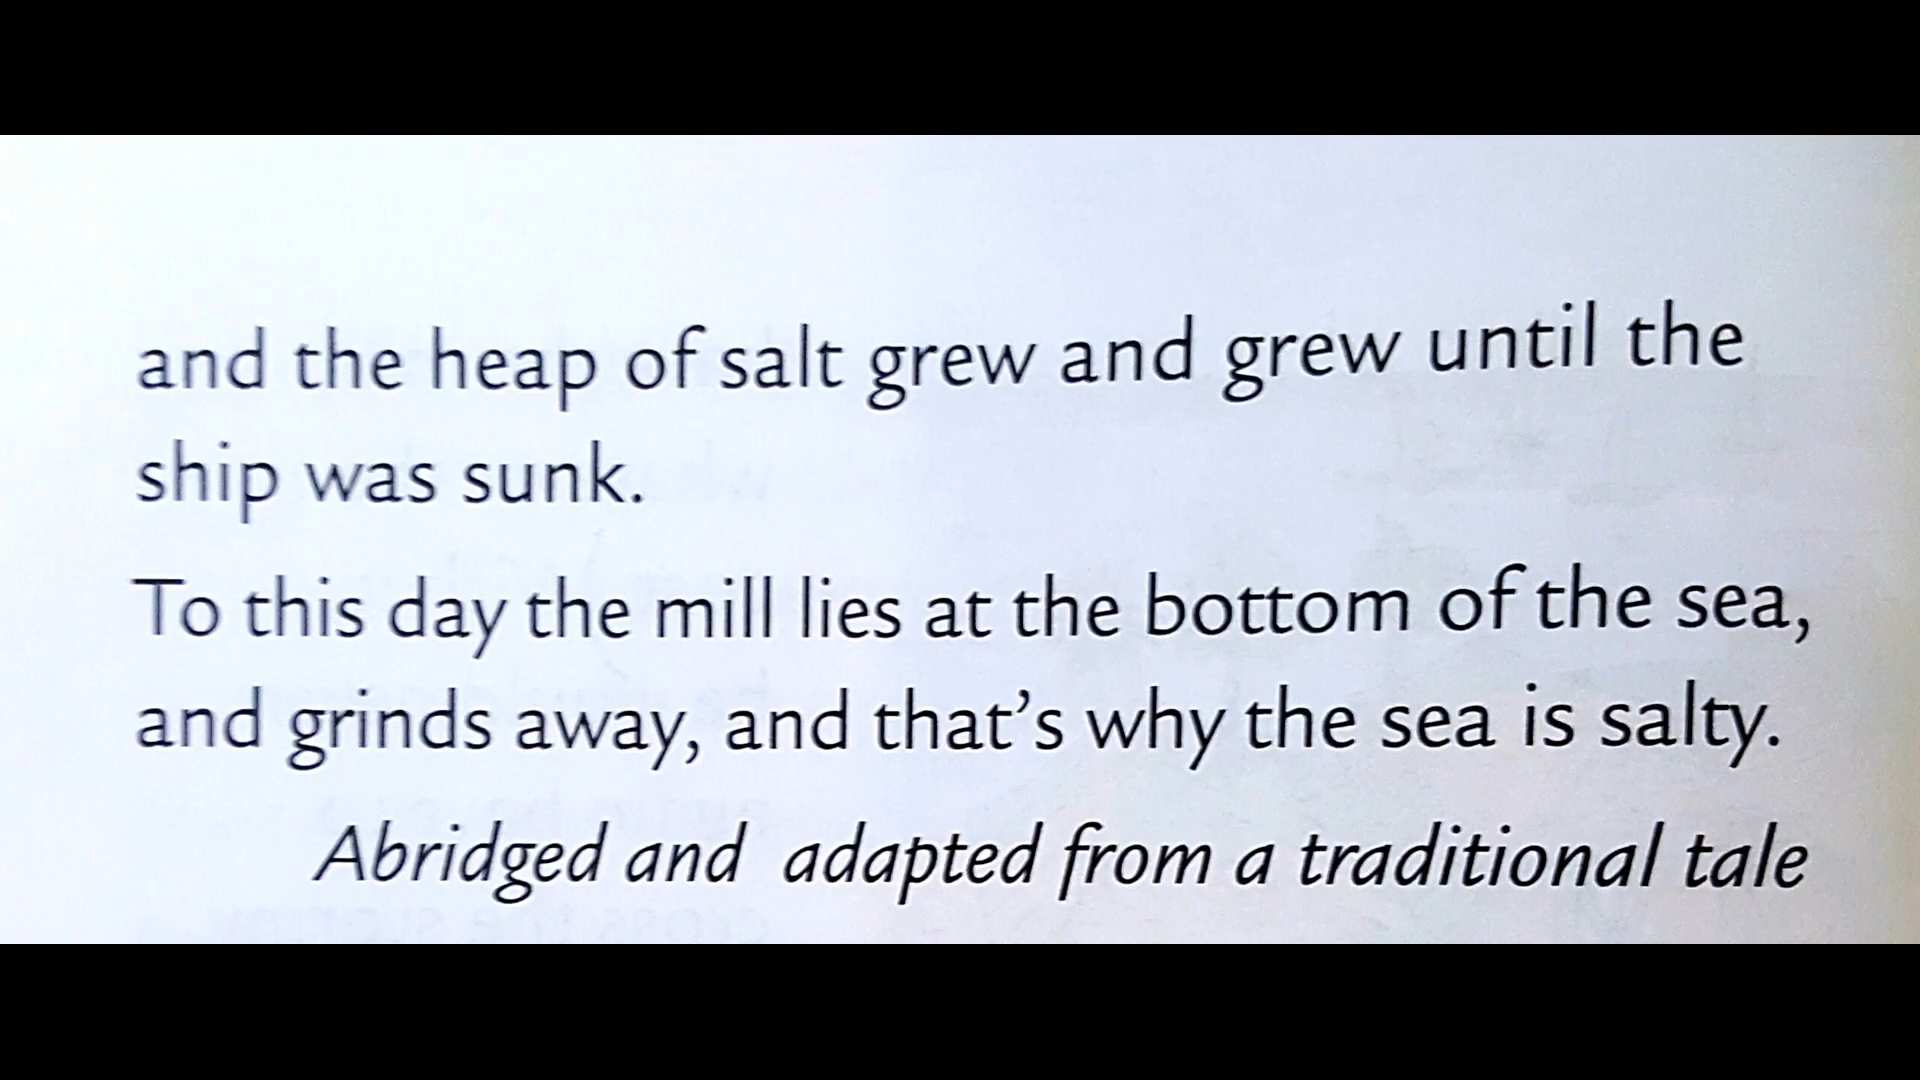 and the heap of salt grew and grew until the
ship was sunk.
To this day the mill lies at the bottom of the sea,
and grinds away, and that’s why the sea is salty.
Abridged and adapted from a traditional tale